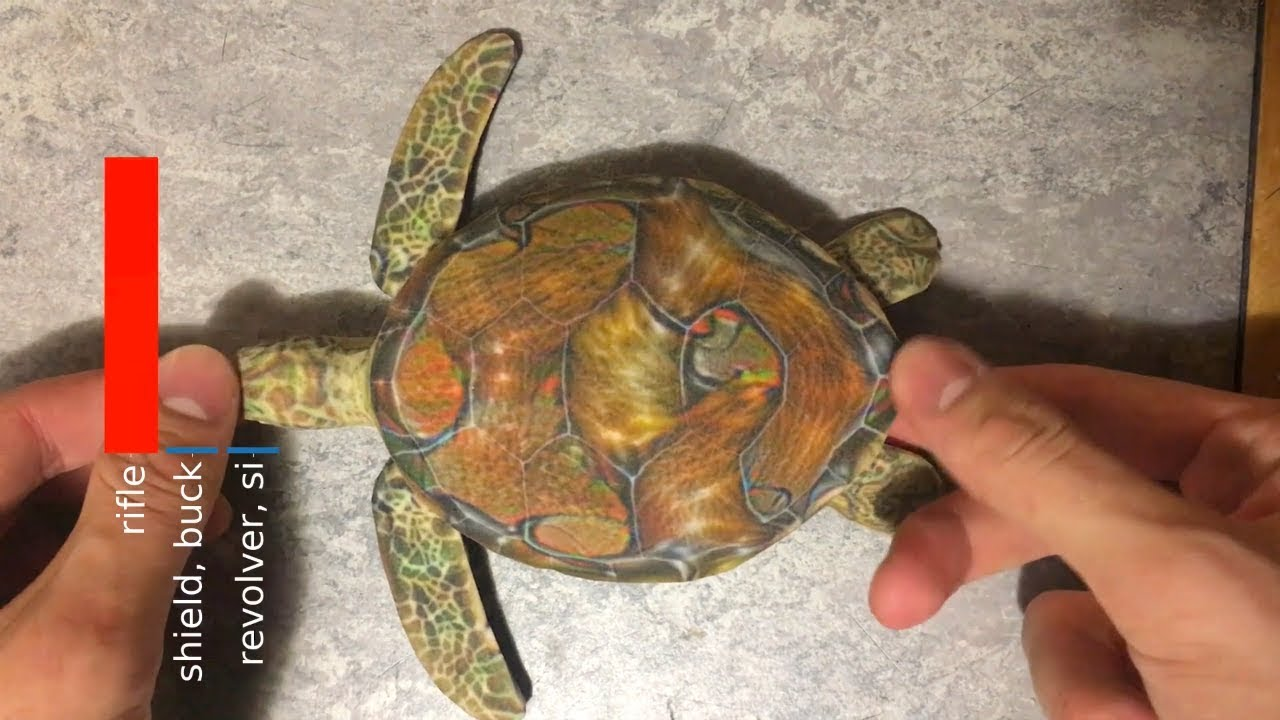 rifle
shield, buck
revolver, si